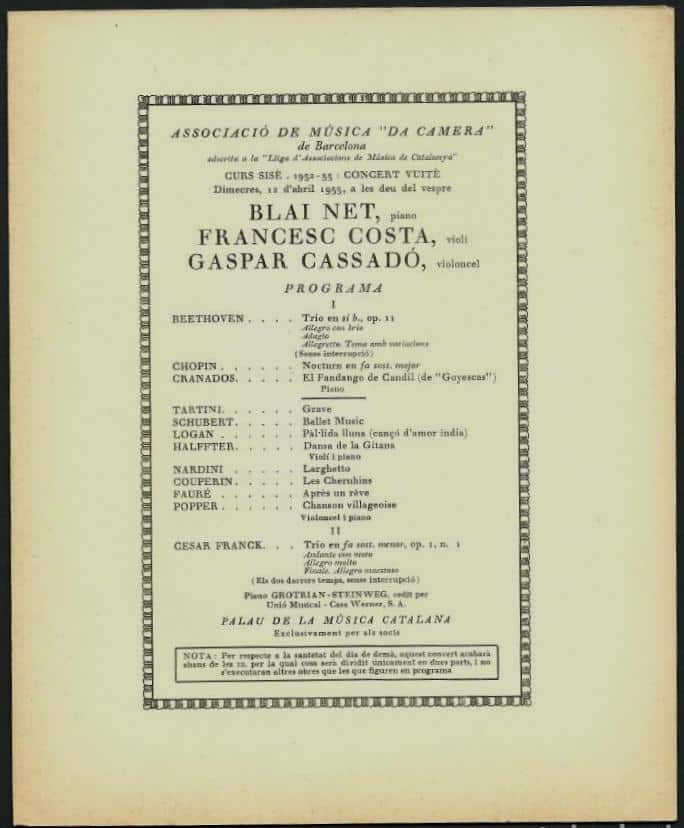 ASSOCIACIÓ DE MÚSICA "DA CAMERA"
de Barcelona
adscrita a la "Lliga d'Associacions de Música de Catalunya"
CURS SISÈ . 1932-33 : CONCERT VUITÈ
Dimecres, 12 d'abril 1933, a les deu del vespre
BLAI NET, piano
FRANCESC COSTA, violí
GASPAR CASSADÓ, violoncel
PROGRAMA
I
BEETHOVEN . . . . Trio en si b., op. 11
Allegro con brio
Adagio
Allegretto. Tema amb variacions
(Sense interrupció)
CHOPIN . . . . . . Nocturn en fa sost. major
GRANADOS. . . . . El Fandango de Candil (de "Goyescas")
Piano
TARTINI. . . . . . Grave
SCHUBERT. . . . . Ballet Music
LOGAN . . . . . . Pàl·lida lluna (cançó d'amor india)
HALFFTER. . . . . Dansa de la Gitana
Violí i piano
NARDINI . . . . . Larghetto
COUPERIN. . . . . Les Cherubins
FAURÉ . . . . . . Après un rêve
POPPER . . . . . . Chanson villageoise
Violoncel i piano
II
CESAR FRANCK. . . Trio en fa sost. menor, op. 1, n. 1
Andante con moto
Allegro molto
Finale. Allegro maestoso
(Els dos darrers temps, sense interrupció)
Piano GROTRIAN-STEINWEG, cedit per
Unió Musical - Casa Werner, S. A.
PALAU DE LA MÚSICA CATALANA
Exclusivament per als socis
NOTA: Per respecte a la santetat del dia de demà, aquest concert acabarà
abans de les 12, per la qual cosa serà dividit únicament en dues parts, i no
s'executaran altres obres que les que figuren en programa